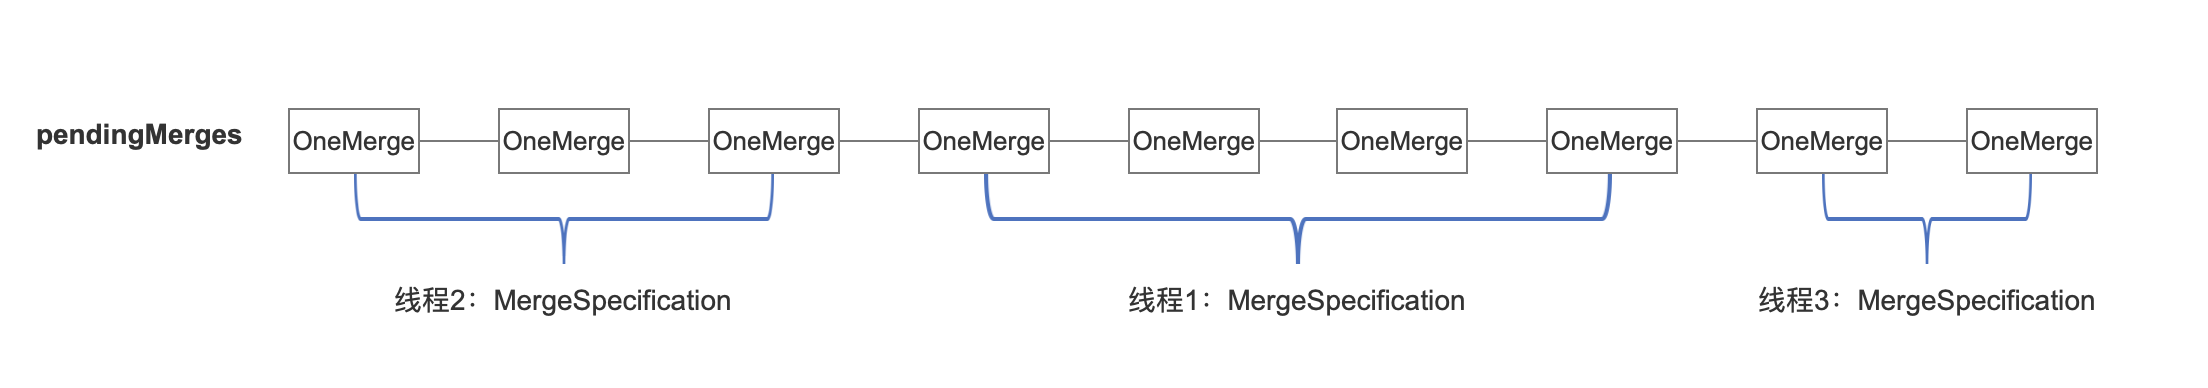 pendingMerges
OneMerge
OneMerge
OneMerge
OneMerge
OneMerge
OneMerge
OneMerge
OneMerge
OneMerge
线程2：MergeSpecification
线程1：MergeSpecification
线程3：MergeSpecification